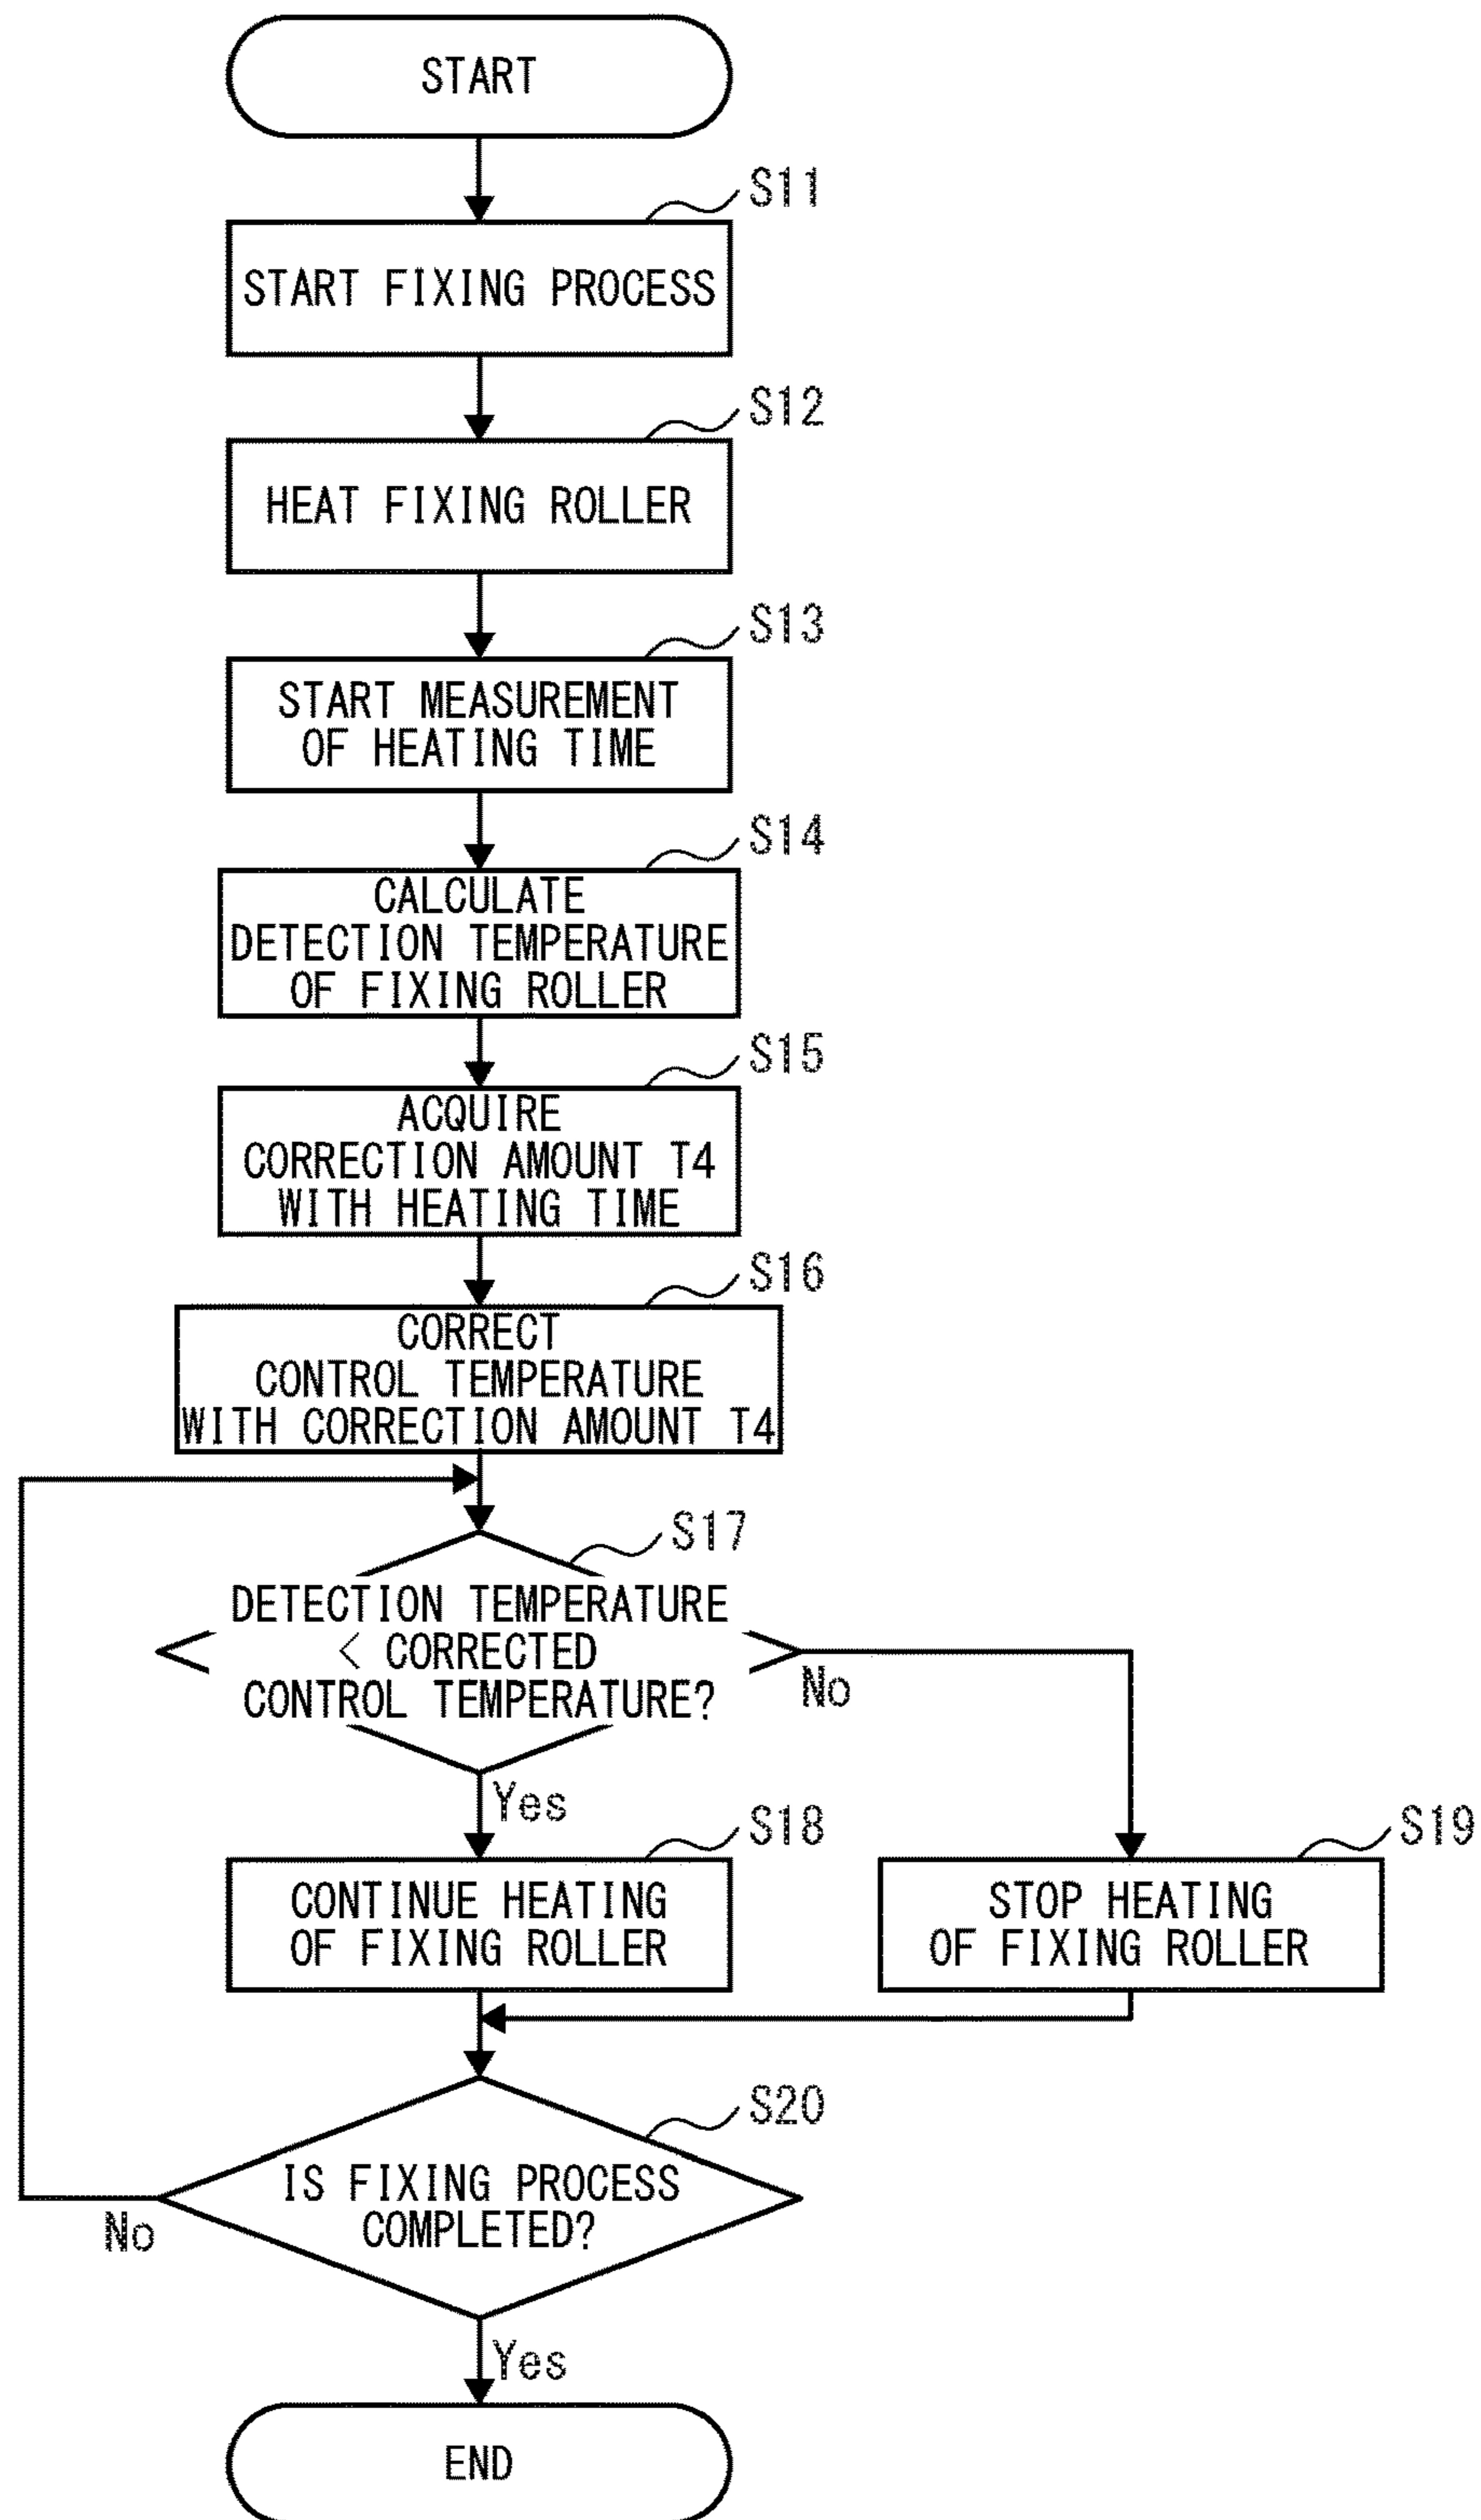 START
S11
START FIXING PROCESS
S12
HEAT FIXING ROLLER
S13
START MEASUREMENT
OF HEATING TIME
S14
CALCULATE
DETECTION TEMPERATURE
OF FIXING ROLLER
S15
ACQUIRE
CORRECTION AMOUNT T4
WITH HEATING TIME
S16
CORRECT
CONTROL TEMPERATURE
WITH CORRECTION AMOUNT T4
S17
DETECTION TEMPERATURE
< CORRECTED
CONTROL TEMPERATURE?
No
Yes
S18
CONTINUE HEATING
OF FIXING ROLLER
S19
STOP HEATING
OF FIXING ROLLER
S20
IS FIXING PROCESS
COMPLETED?
No
Yes
END